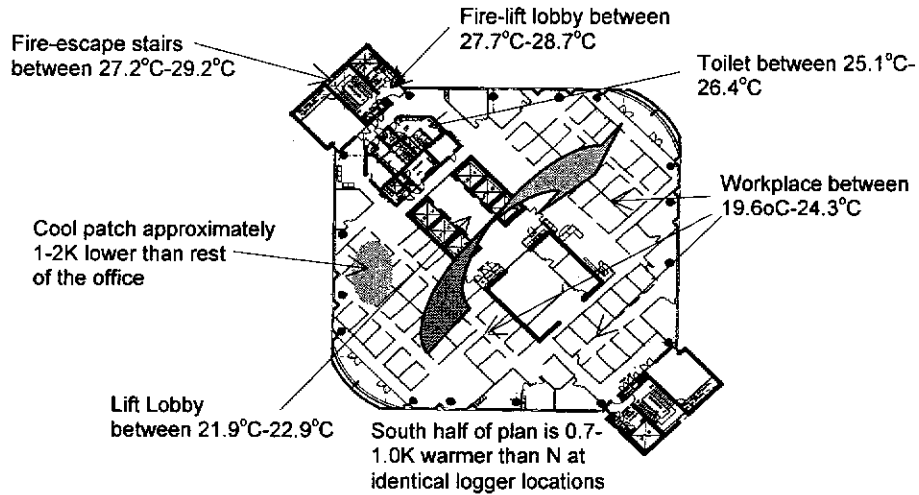 Fire-lift lobby between
27.7°C-28.7°C
Fire-escape stairs
between 27.2°C-29.2°C
Toilet between 25.1°C-
26.4°C
Workplace between
19.6oC-24.3°C
Cool patch approximately
1-2K lower than rest
of the office
Lift Lobby
between 21.9°C-22.9°C
South half of plan is 0.7-
1.0K warmer than N at
identical logger locations